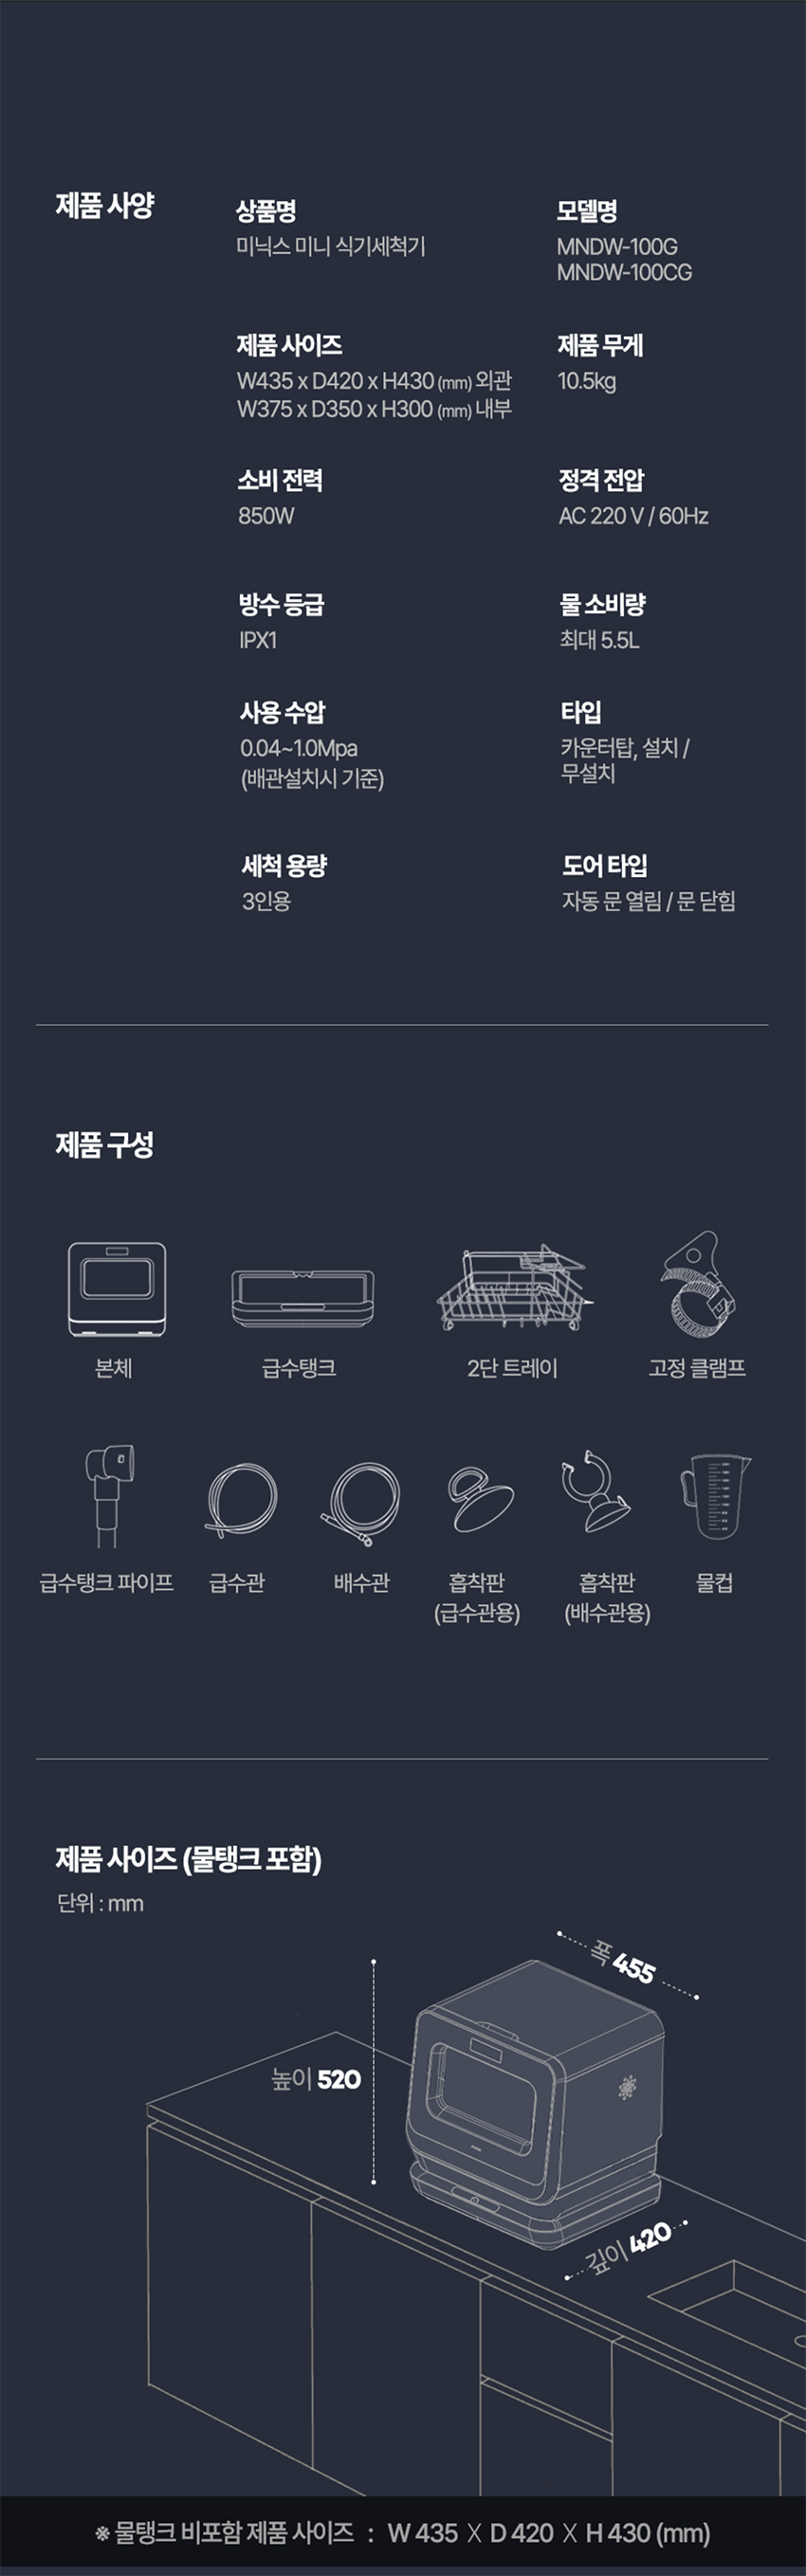 제품 사양
상품명
미닉스 미니 식기세척기
모델명
MNDW-100G
MNDW-100CG
제품 사이즈
W435 x D420 x H430 (mm) 외관
W375 x D350 x H300 (mm) 내부
제품 무게
10.5kg
소비 전력
850W
정격 전압
AC 220 V / 60Hz
방수 등급
IPX1
물 소비량
최대 5.5L
사용 수압
0.04~1.0Mpa
(배관설치시 기준)
타입
카운터탑, 설치 /
무설치
세척 용량
3인용
도어 타입
자동 문 열림 / 문 닫힘
제품 구성
본체
급수탱크
2단 트레이
고정 클램프
급수탱크 파이프
급수관
배수관
흡착판
(급수관용)
흡착판
(배수관용)
물컵
제품 사이즈 (물탱크 포함)
단위 : mm
폭 455
높이 520
깊이 420
※ 물탱크 비포함 제품 사이즈 : W 435 X D 420 X H 430 (mm)